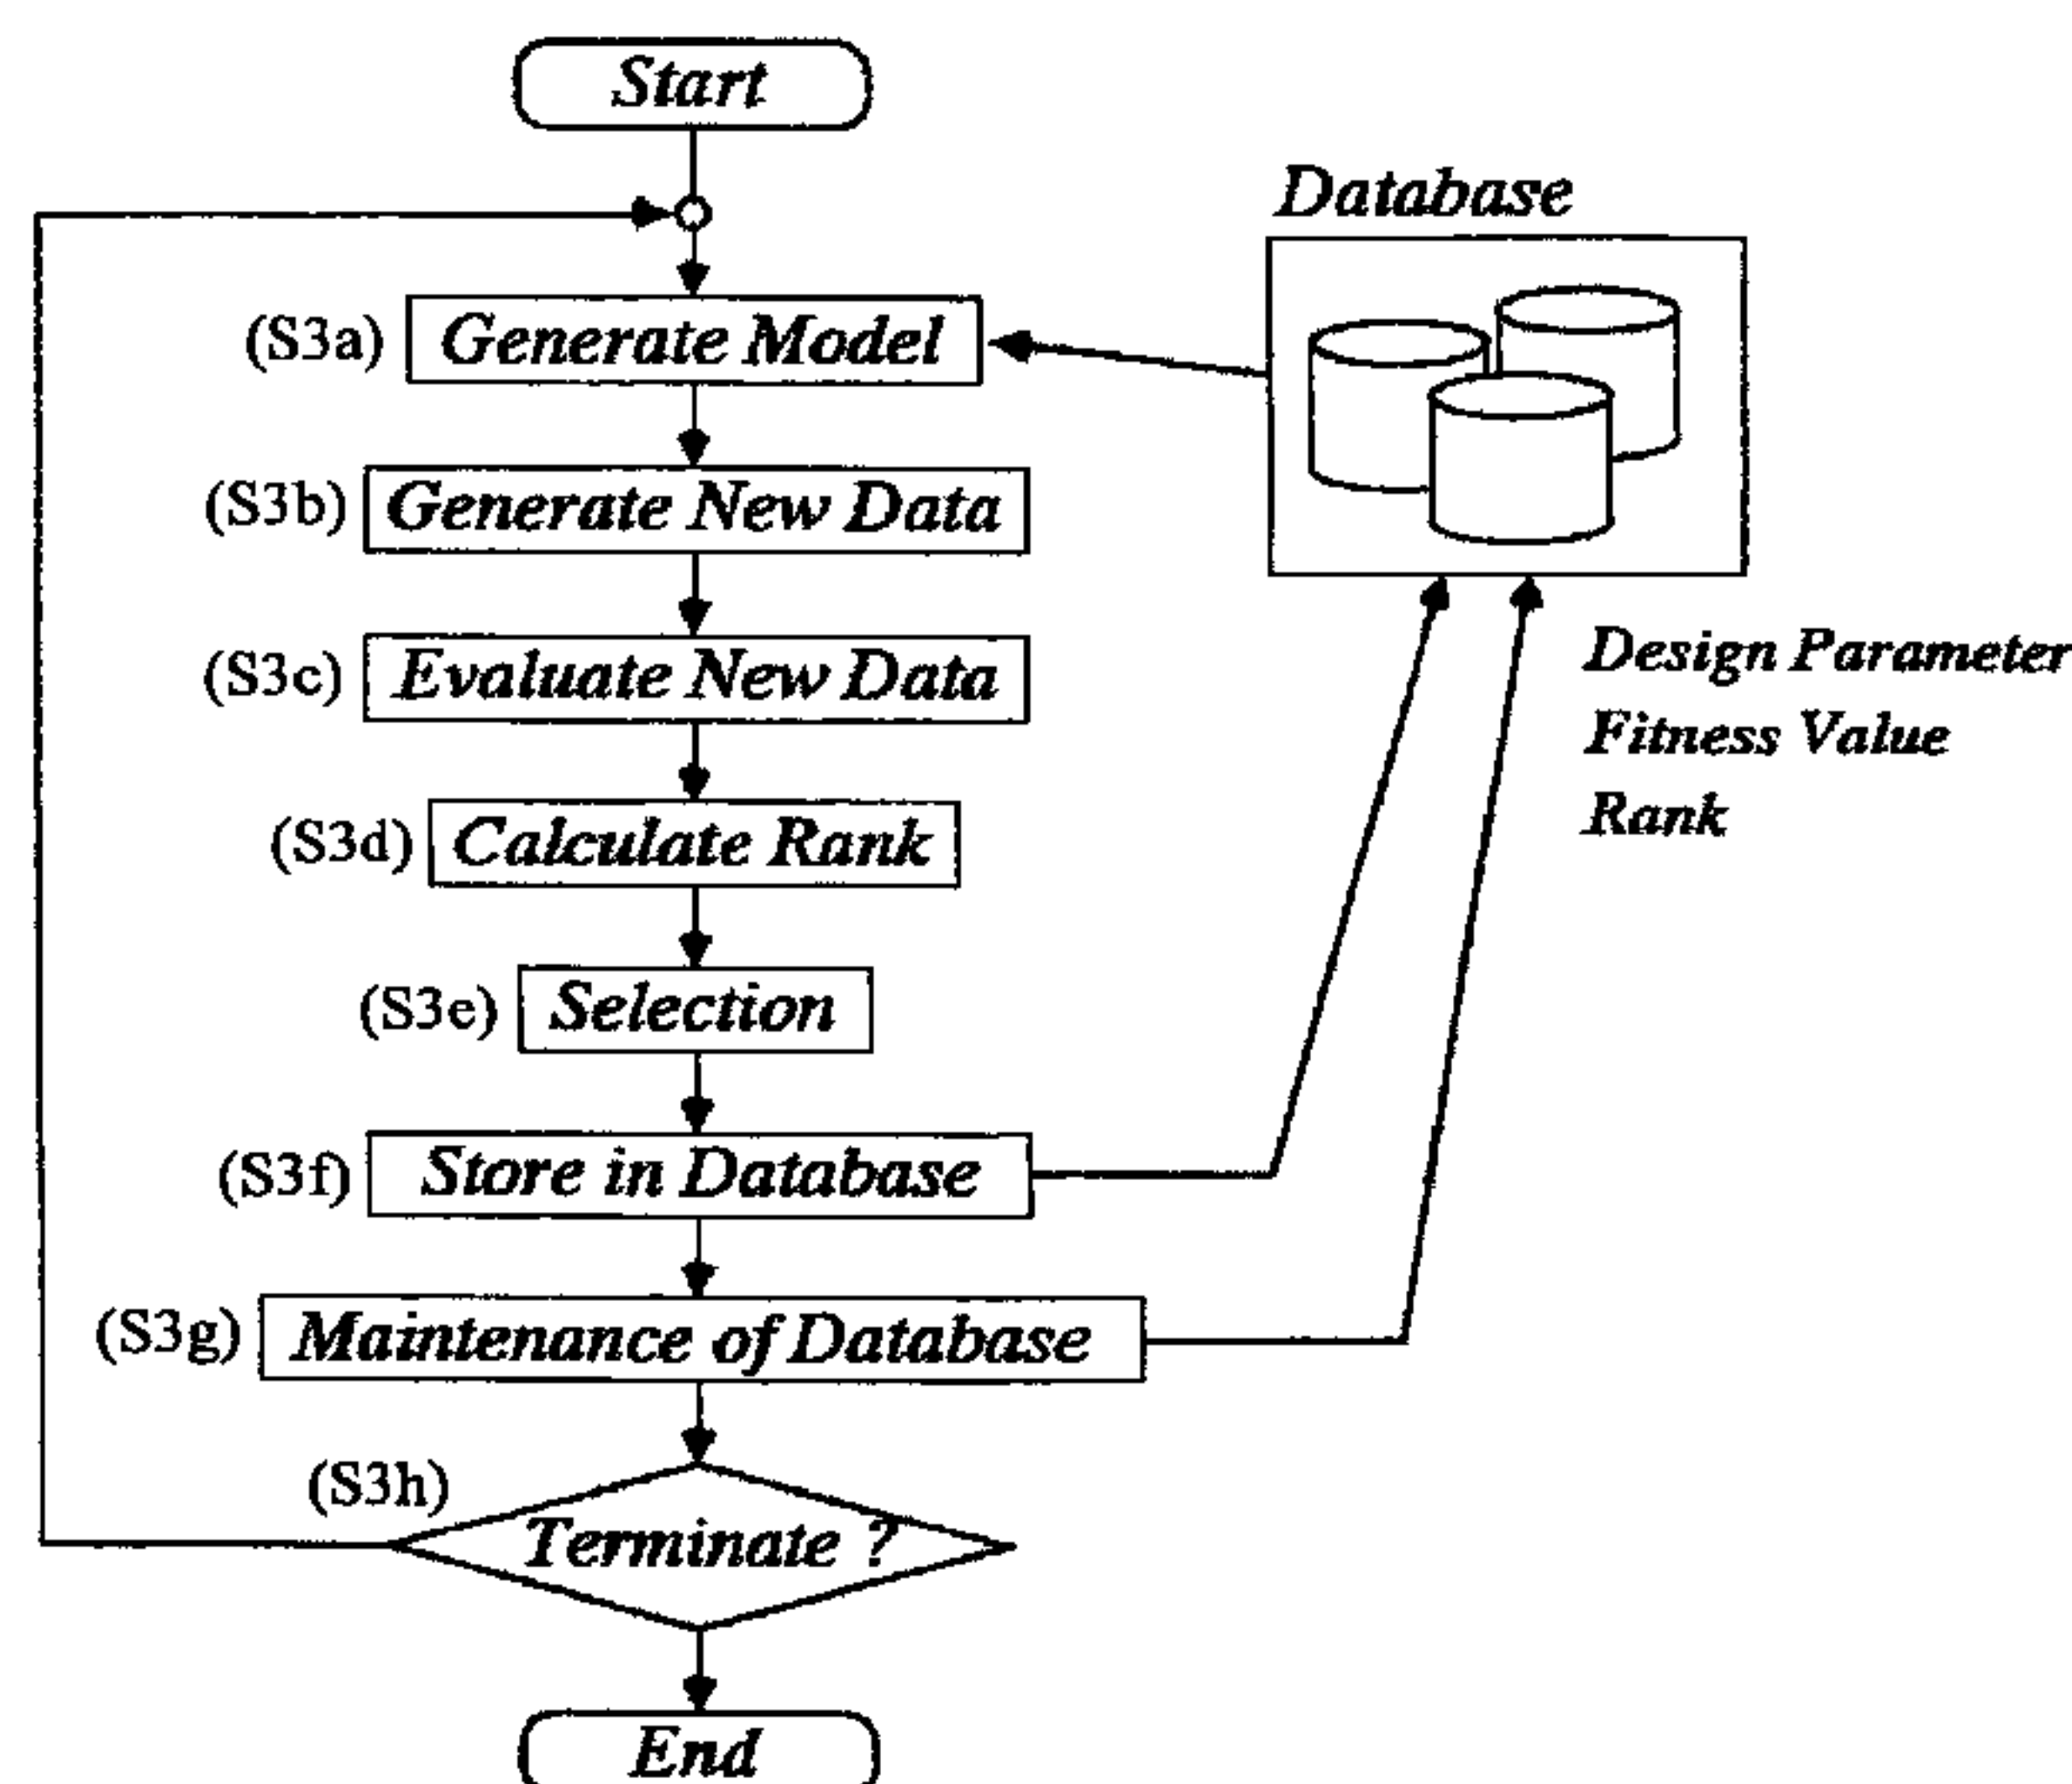 Start
Database
(S3a) Generate Model
(S3b) Generate New Data
(S3c) Evaluate New Data
Design Parameter
Fitness Value
Rank
(S3d) Calculate Rank
(S3e) Selection
(S3f) Store in Database
(S3g) Maintenance of Database
(S3h)
Terminate ?
End